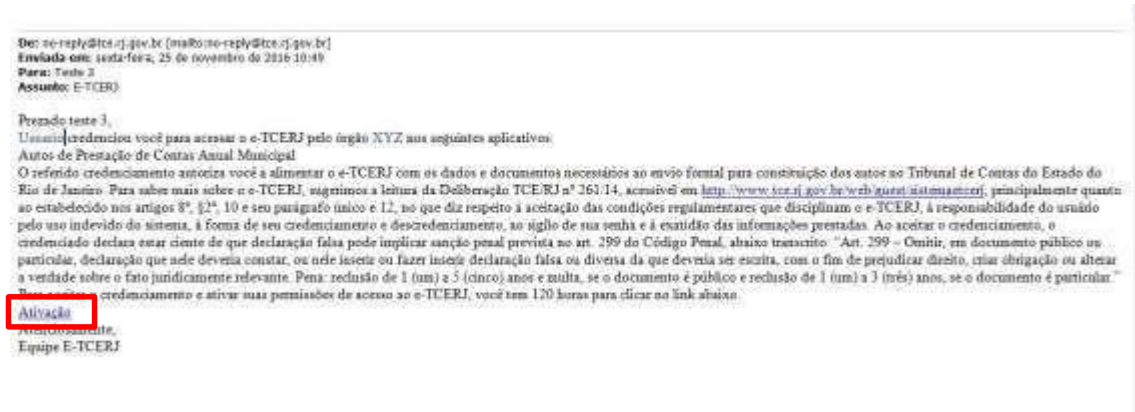 De: no-reply@tce.rj.gov.br [mailto:no-reply@tce.rj.gov.br]
Enviada em: sexta-feira, 25 de novembro de 2016 10:49
Para: Teste 3
Assunto: E-TCERJ
Prezado teste 3,
Usuario credenciou você para acessar o e-TCERJ pelo órgão XYZ nos seguintes aplicativos:
Autos de Prestação de Contas Anual Municipal
O referido credenciamento autoriza você a alimentar o e-TCERJ com os dados e documentos necessários ao envio formal para constituição dos autos no Tribunal de Contas do Estado do
Rio de Janeiro. Para saber mais sobre o e-TCERJ, sugerimos a leitura da Deliberação TCE/RJ nº 261/14, acessível em principalmente quanto
ao estabelecido nos artigos 8º, §2º, 10 e seu parágrafo único e 12, no que diz respeito à aceitação das condições regulamentares que disciplinam o e-TCERJ, à responsabilidade do usuário
pelo uso indevido do sistema, à forma de seu credenciamento e descredenciamento, ao sigilo de sua senha e à exatidão das informações prestadas. Ao aceitar o credenciamento, o
credenciado declara estar ciente de que declaração falsa pode implicar sanção penal prevista no art. 299 do Código Penal, abaixo transcrito: "Art. 299 – Omitir, em documento público ou
particular, declaração que nele deveria constar, ou nele inserir ou fazer inserir declaração falsa ou diversa da que deveria ser escrita, com o fim de prejudicar direito, criar obrigação ou alterar
a verdade sobre o fato juridicamente relevante. Pena: reclusão de 1 (um) a 5 (cinco) anos e multa, se o documento é público e reclusão de 1 (um) a 3 (três) anos, se o documento é particular."
credenciamento e ativar suas permissões de acesso ao e-TCERJ, você tem 120 horas para clicar no link abaixo.
Ativação
Atenciosamente,
Equipe E-TCERJ